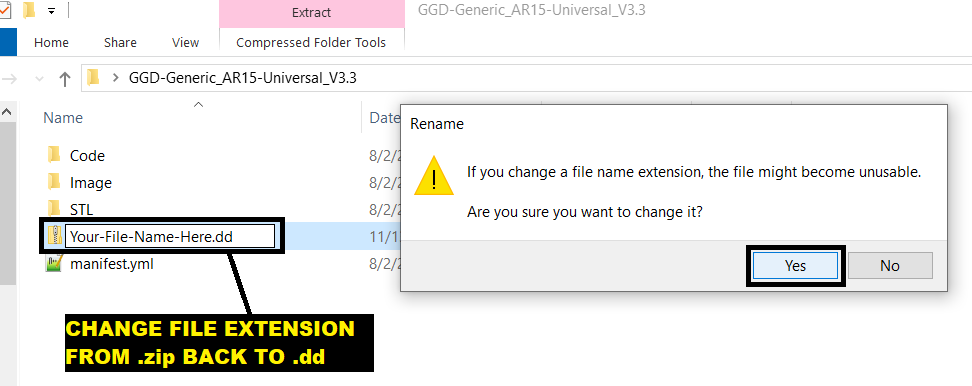 Extract
GGD-Generic_AR15-Universal_V3.3
Home
Share
View
Compressed Folder Tools
GGD-Generic_AR15-Universal_V3.3
Name
Date
Rename
Code
8/2/2
If you change a file name extension, the file might become unusable.
Image
8/2/2
STL
8/2/2
Are you sure you want to change it?
Your-File-Name-Here.dd
11/1
manifest.yml
8/2/2
Yes
No
CHANGE FILE EXTENSION
FROM .zip BACK TO .dd